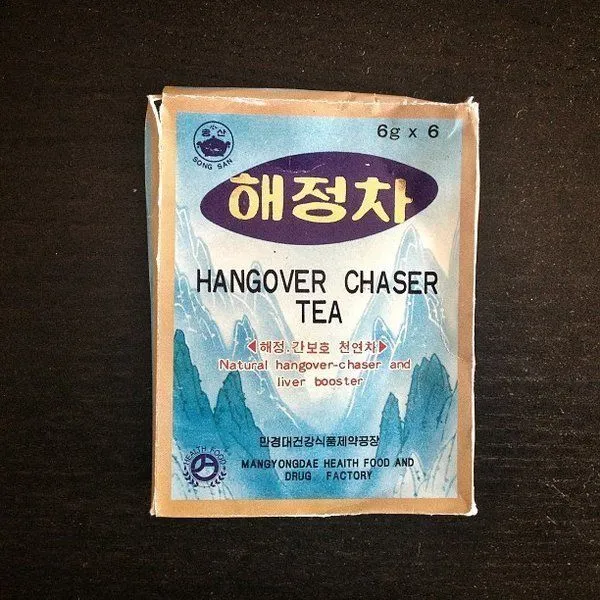 송산
SONG SAN
6g x 6
해정차
HANGOVER CHASER
TEA
해정.간보호 천연차
Natural hangover-chaser and
liver booster
만경대건강식품제약공장
HEALTH FOOD
MANGYONGDAE HEAITH FOOD AND
DRUG FACTORY